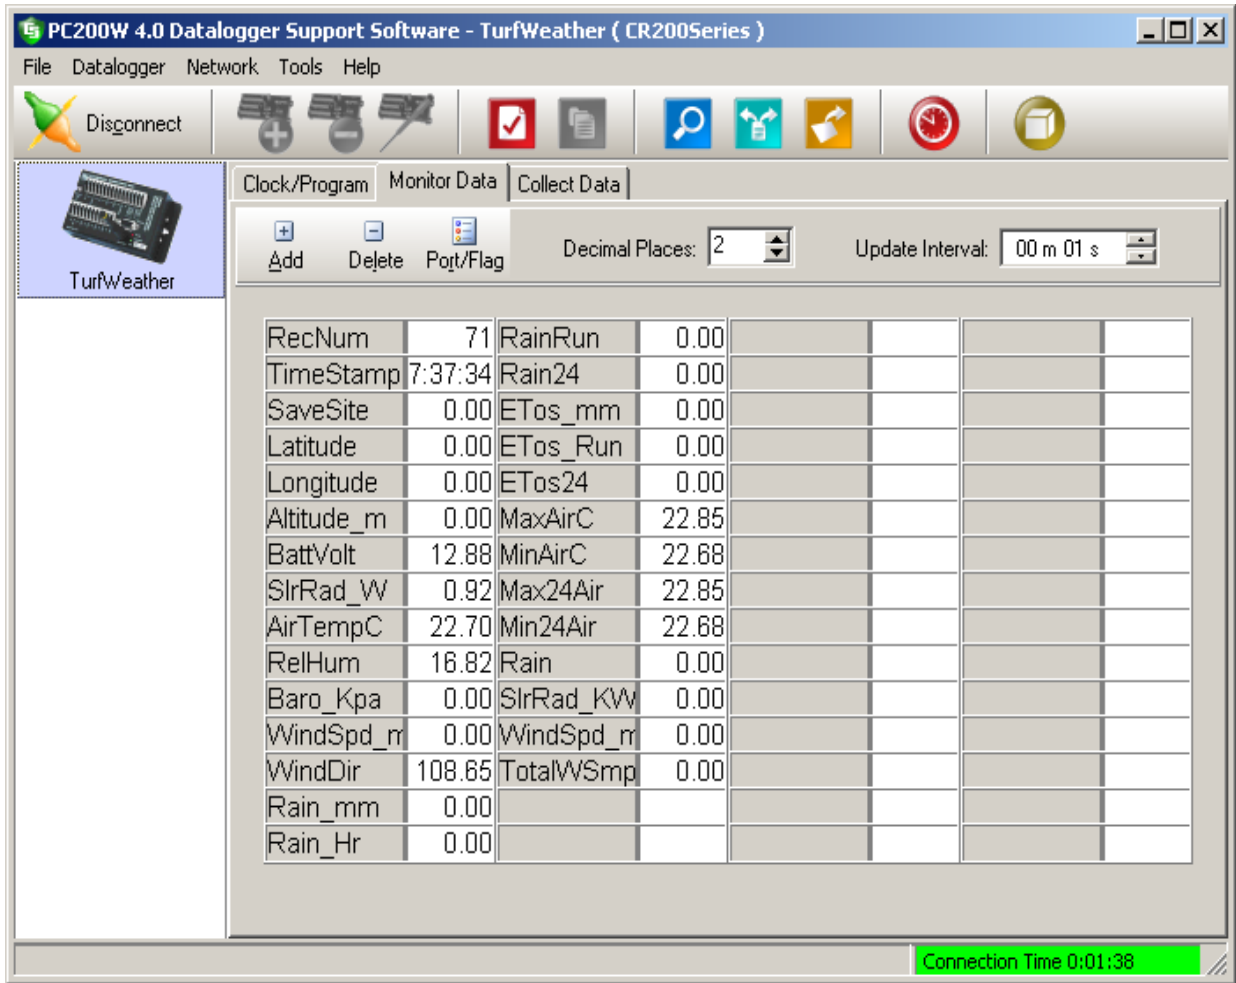 PC200W 4.0 Datalogger Support Software - TurfWeather ( CR200Series )
File Datalogger Network Tools Help
Disconnect
TurfWeather
Clock/Program Monitor Data Collect Data
Add Delete Port/Flag Decimal Places: 2 Update Interval: 00 m 01 s
RecNum 71 RainRun 0.00
TimeStamp 7:37:34 Rain24 0.00
SaveSite 0.00 ETos_mm 0.00
Latitude 0.00 ETos_Run 0.00
Longitude 0.00 ETos24 0.00
Altitude_m 0.00 MaxAirC 22.85
BattVolt 12.88 MinAirC 22.68
SlrRad_W 0.92 Max24Air 22.85
AirTempC 22.70 Min24Air 22.68
RelHum 16.82 Rain 0.00
Baro_Kpa 0.00 SlrRad_KW 0.00
WindSpd_m 0.00 WindSpd_m 0.00
WindDir 108.65 TotalWSmp 0.00
Rain_mm 0.00
Rain_Hr 0.00
Connection Time 0:01:38